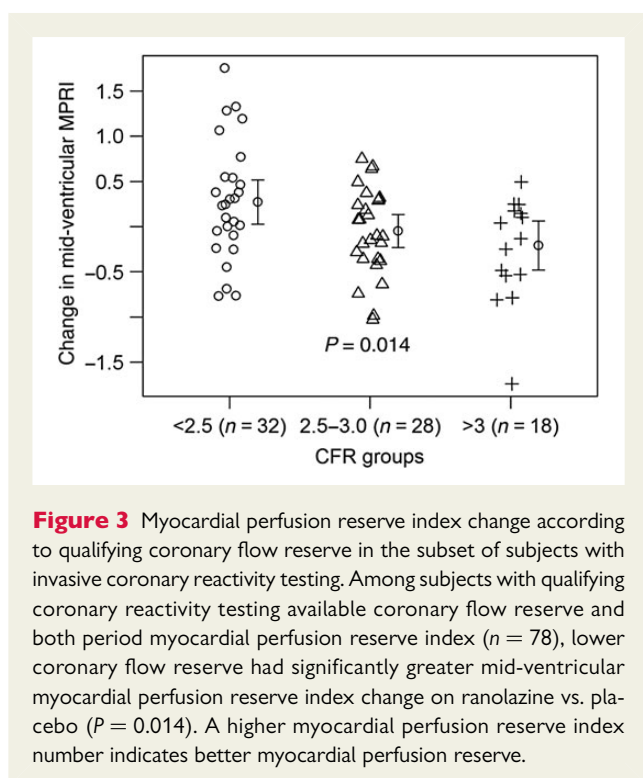 1.5
1.0
0.5
−0.5
−1.5
Change in mid-ventricular MPRI
P = 0.014
<2.5 (n = 32) 2.5–3.0 (n = 28) >3 (n = 18)
CFR groups
Figure 3 Myocardial perfusion reserve index change according
to qualifying coronary flow reserve in the subset of subjects with
invasive coronary reactivity testing. Among subjects with qualifying
coronary reactivity testing available coronary flow reserve and
both period myocardial perfusion reserve index (n = 78), lower
coronary flow reserve had significantly greater mid-ventricular
myocardial perfusion reserve index change on ranolazine vs. pla-
cebo (P = 0.014). A higher myocardial perfusion reserve index
number indicates better myocardial perfusion reserve.